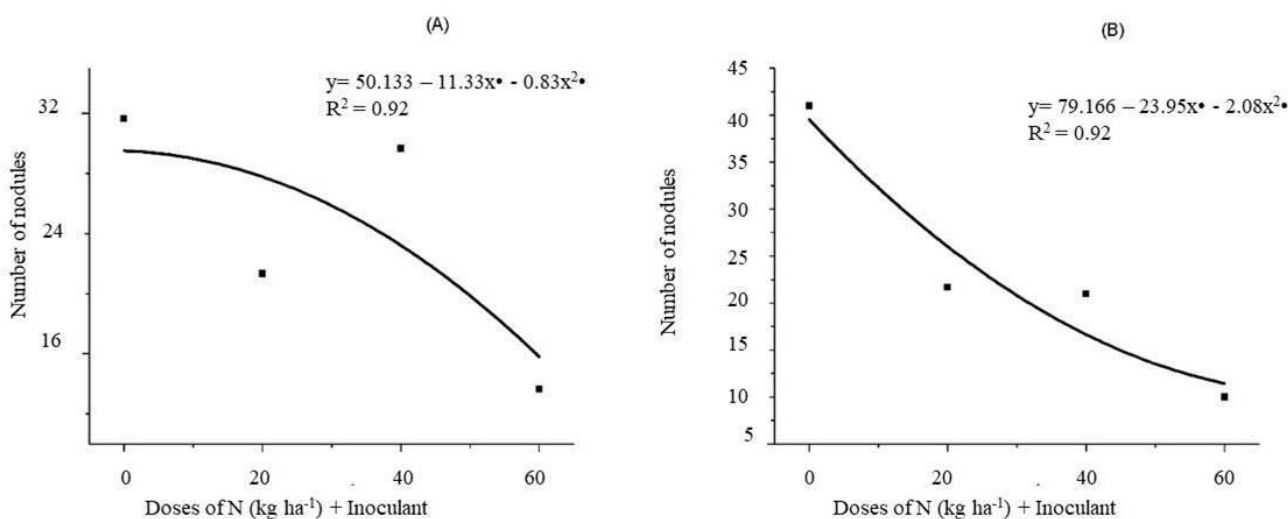 (A)
y= 50.133 – 11.33x• - 0.83x²•
R² = 0.92
32
24
16
Number of nodules
0 20 40 60
Doses of N (kg ha⁻¹) + Inoculant
(B)
y= 79.166 – 23.95x• - 2.08x²•
R² = 0.92
45
40
35
30
25
20
15
10
5
Number of nodules
0 20 40 60
Doses of N (kg ha⁻¹) + Inoculant